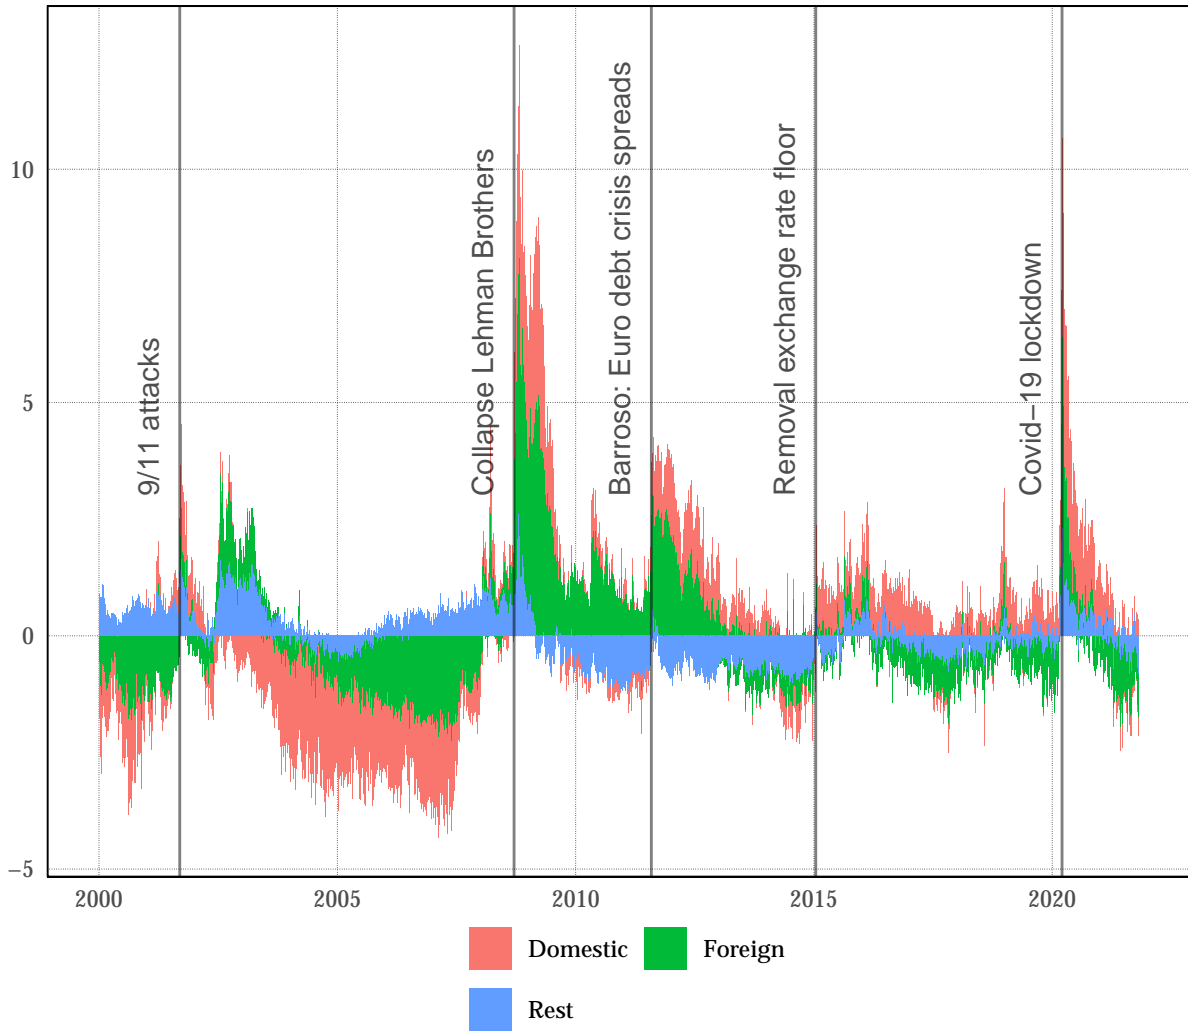 10
5
0
−5
9/11 attacks
Collapse Lehman Brothers
Barroso: Euro debt crisis spreads
Removal exchange rate floor
Covid−19 lockdown
2000
2005
2010
2015
2020
Domestic
Foreign
Rest